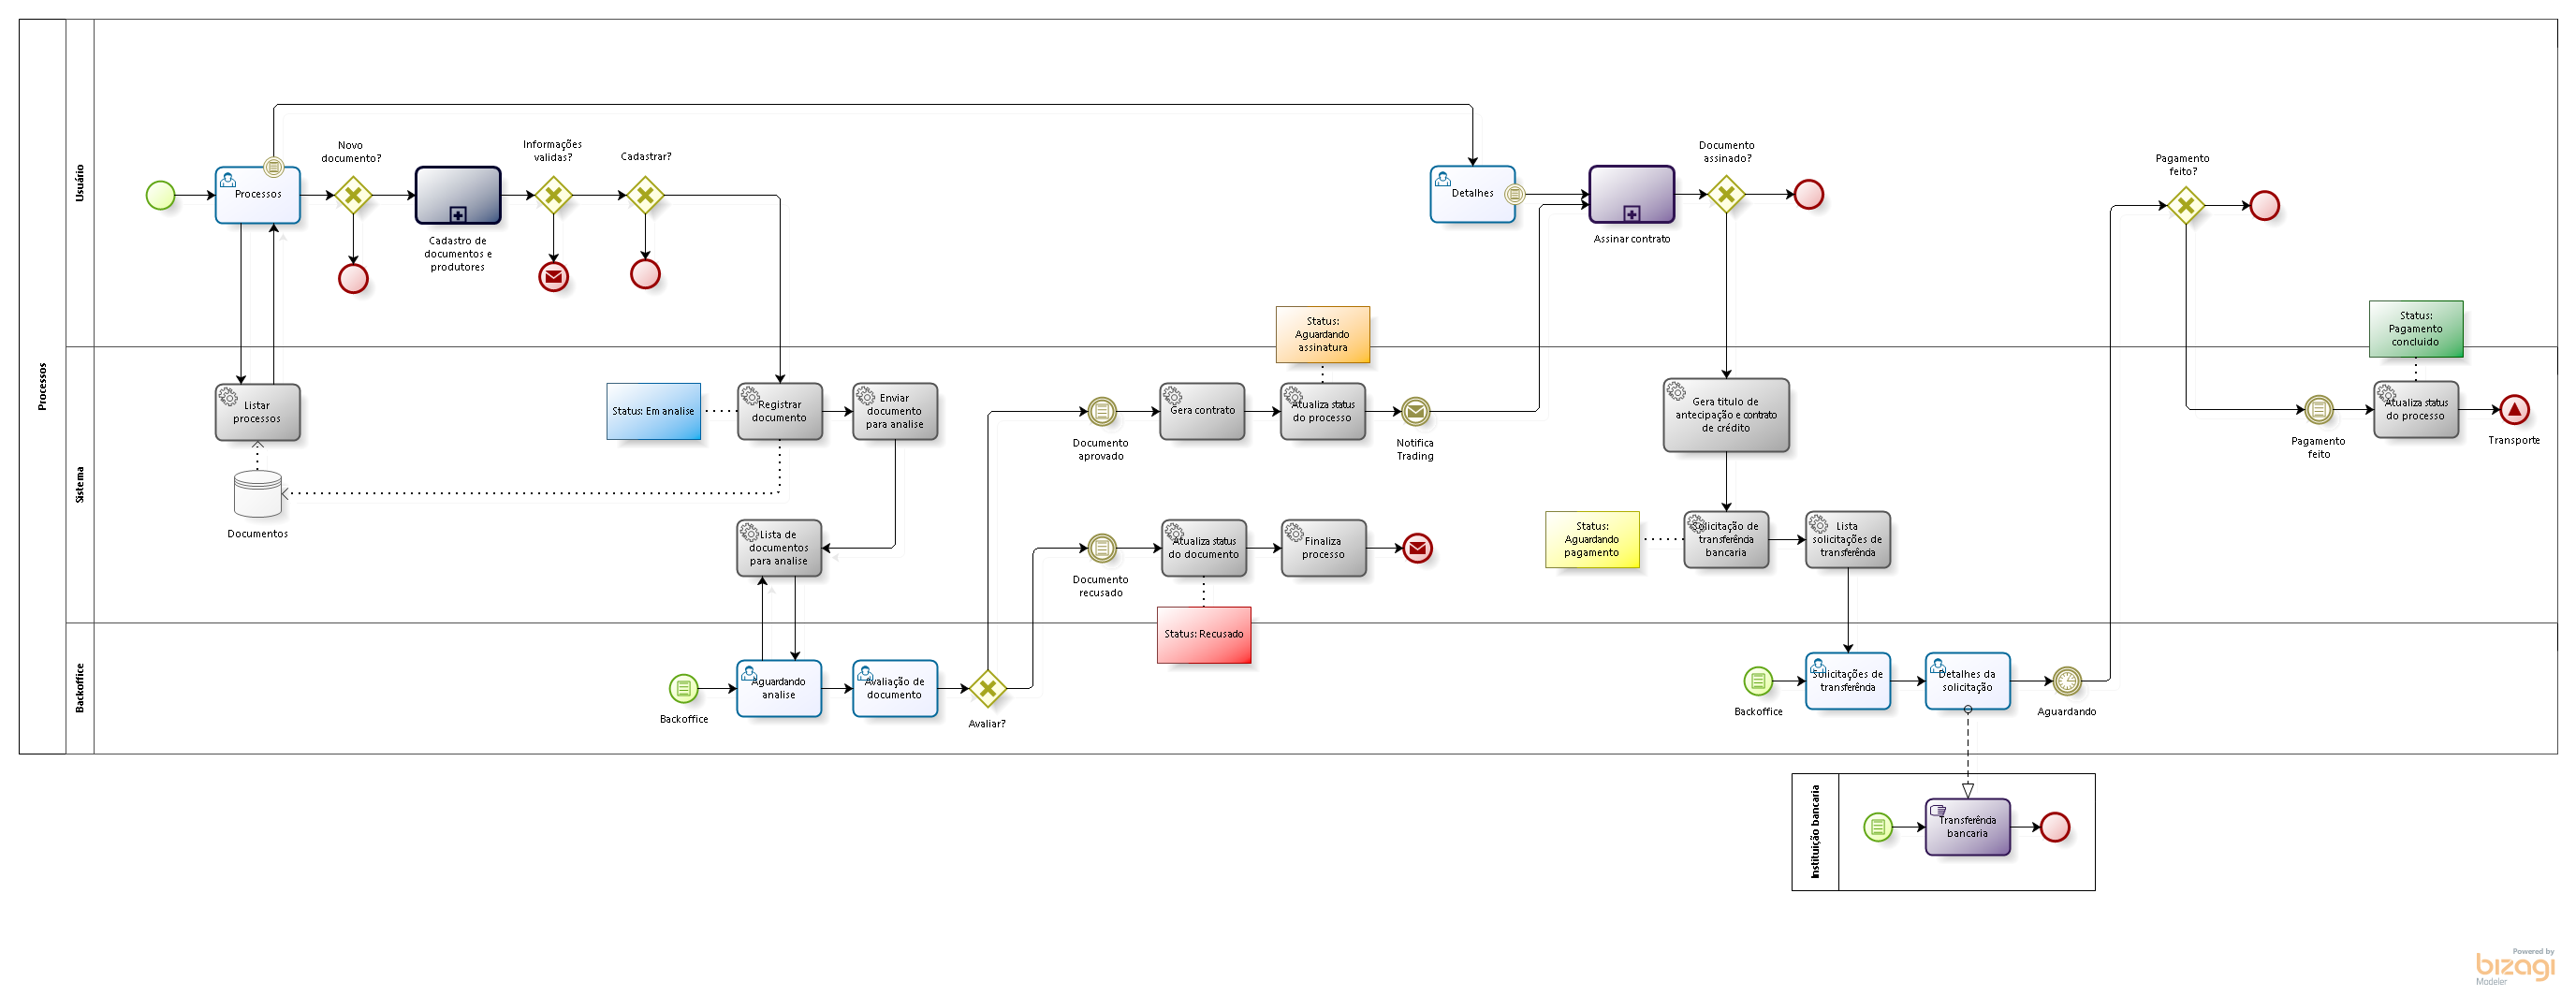 Processos
Usuário
Sistema
Backoffice
Processos
Novo
documento?
Cadastro de
documentos e
produtores
Informações
validas?
Cadastrar?
Detalhes
Assinar contrato
Documento
assinado?
Pagamento
feito?
Status:
Aguardando
assinatura
Status:
Pagamento
concluido
Listar
processos
Documentos
Status: Em analise
Registrar
documento
Enviar
documento
para analise
Documento
aprovado
Gera contrato
Atualiza status
do processo
Notifica
Trading
Gera titulo de
antecipação e contrato
de crédito
Pagamento
feito
Atualiza status
do processo
Transporte
Lista de
documentos
para analise
Documento
recusado
Atualiza status
do documento
Finaliza
processo
Status: Recusado
Status:
Aguardando
pagamento
Solicitação de
transferência
bancaria
Lista
solicitações de
transferência
Backoffice
Aguardando
analise
Avaliação de
documento
Avaliar?
Backoffice
Solicitações de
transferência
Detalhes da
solicitação
Aguardando
Instituição bancaria
Transferência
bancaria
Powered by
bizagi
Modeler